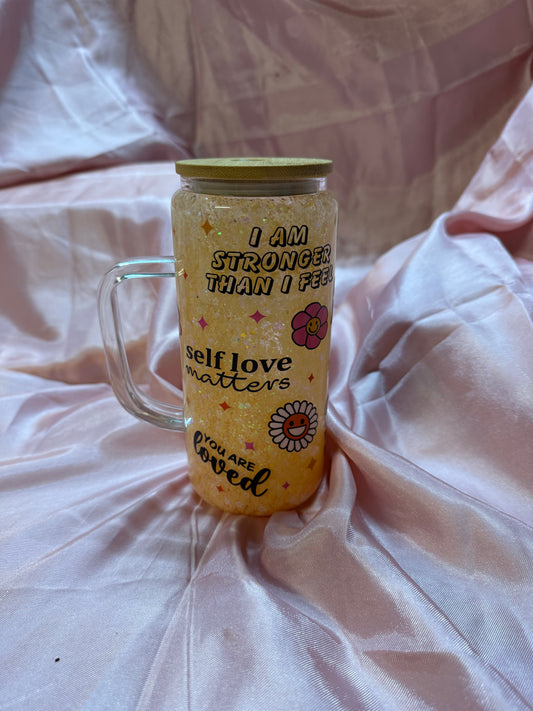 I AM
STRONGER
THAN I FEEL
self love
matters
YOU ARE
loved